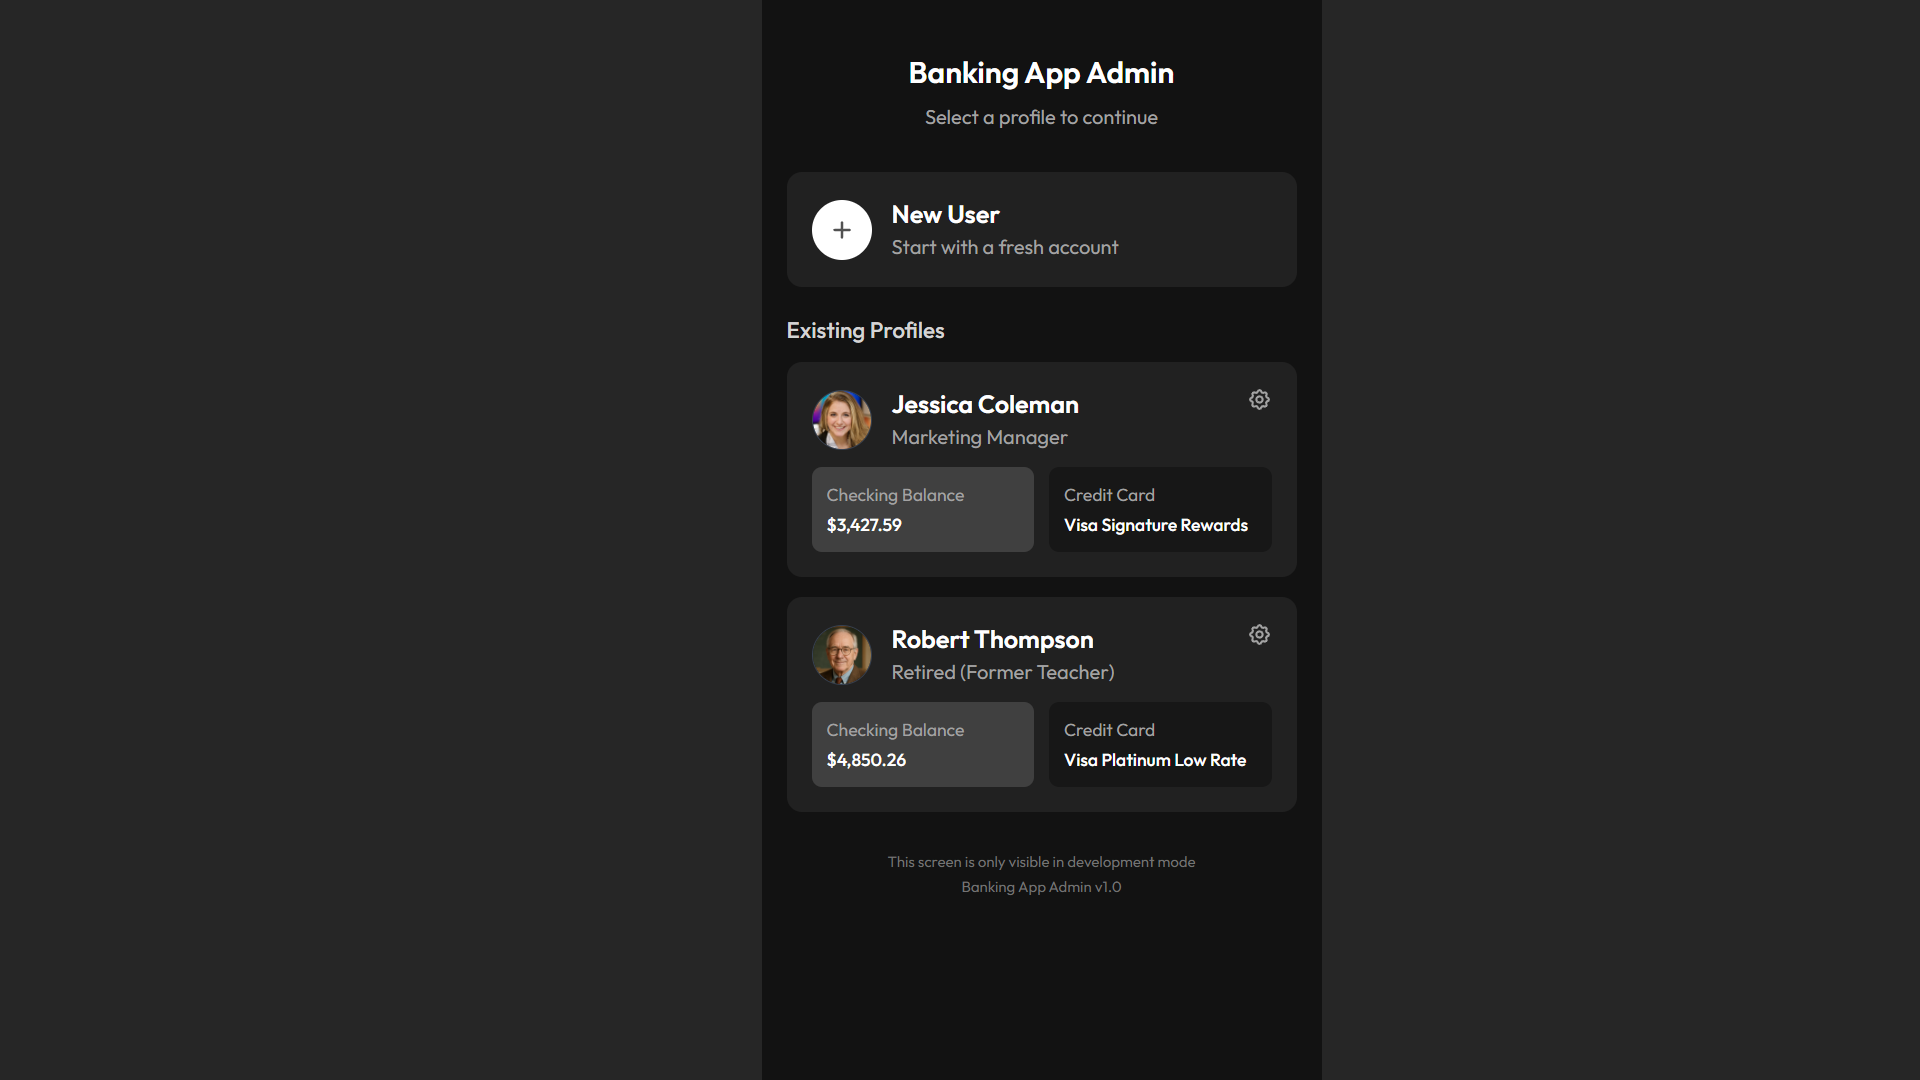 Banking App Admin
Select a profile to continue
New User
Start with a fresh account
Existing Profiles
Jessica Coleman
Marketing Manager
Checking Balance
$3,427.59
Credit Card
Visa Signature Rewards
Robert Thompson
Retired (Former Teacher)
Checking Balance
$4,850.26
Credit Card
Visa Platinum Low Rate
This screen is only visible in development mode
Banking App Admin v1.0